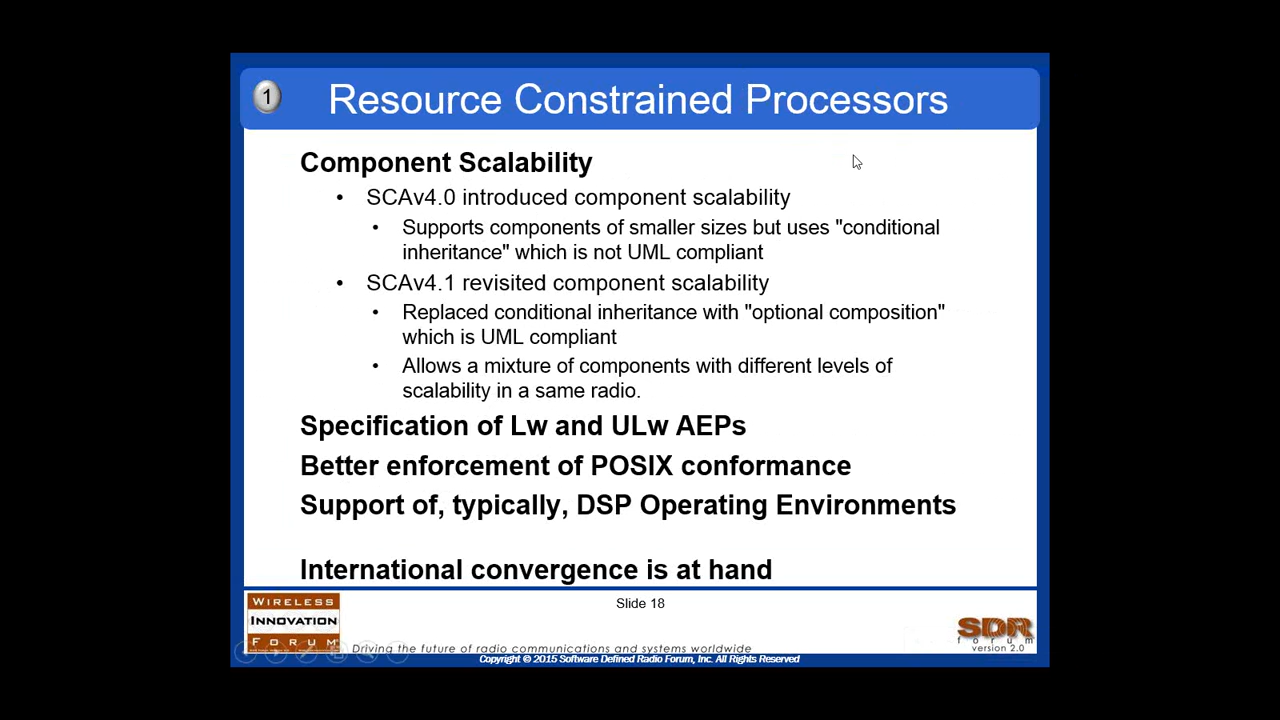 1
Resource Constrained Processors
Component Scalability
• SCAv4.0 introduced component scalability
• Supports components of smaller sizes but uses "conditional
inheritance" which is not UML compliant
• SCAv4.1 revisited component scalability
• Replaced conditional inheritance with "optional composition"
which is UML compliant
• Allows a mixture of components with different levels of
scalability in a same radio.
Specification of Lw and ULw AEPs
Better enforcement of POSIX conformance
Support of, typically, DSP Operating Environments
International convergence is at hand
Slide 18
WIRELESS
INNOVATION
FORUM
Driving the future of radio communications and systems worldwide
Copyright © 2015 Software Defined Radio Forum, Inc. All Rights Reserved
SDR
forum
version 2.0